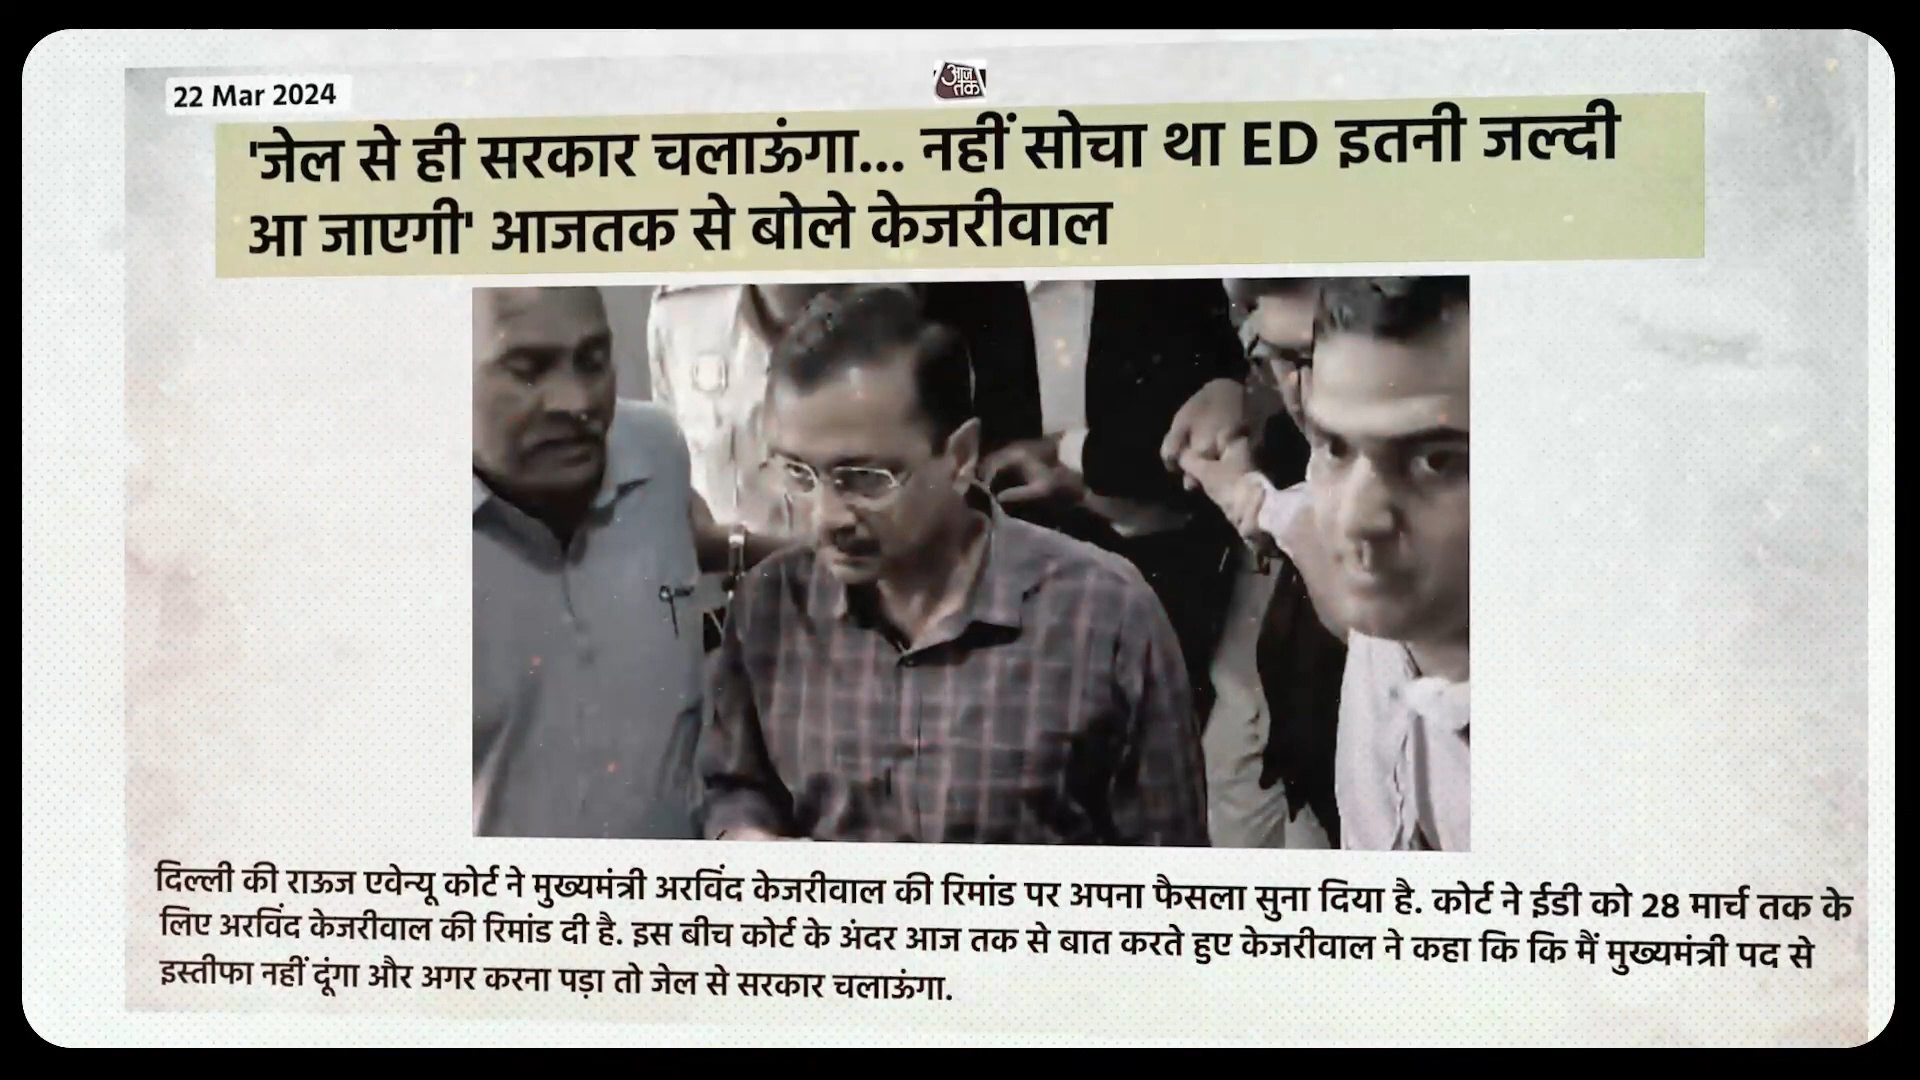 22 Mar 2024
आज
तक
'जेल से ही सरकार चलाऊंगा... नहीं सोचा था ED इतनी जल्दी
आ जाएगी' आजतक से बोले केजरीवाल
दिल्ली की राऊज एवेन्यू कोर्ट ने मुख्यमंत्री अरविंद केजरीवाल की रिमांड पर अपना फैसला सुना दिया है. कोर्ट ने ईडी को 28 मार्च तक के
लिए अरविंद केजरीवाल की रिमांड दी है. इस बीच कोर्ट के अंदर आज तक से बात करते हुए केजरीवाल ने कहा कि कि मैं मुख्यमंत्री पद से
इस्तीफा नहीं दूंगा और अगर करना पड़ा तो जेल से सरकार चलाऊंगा.